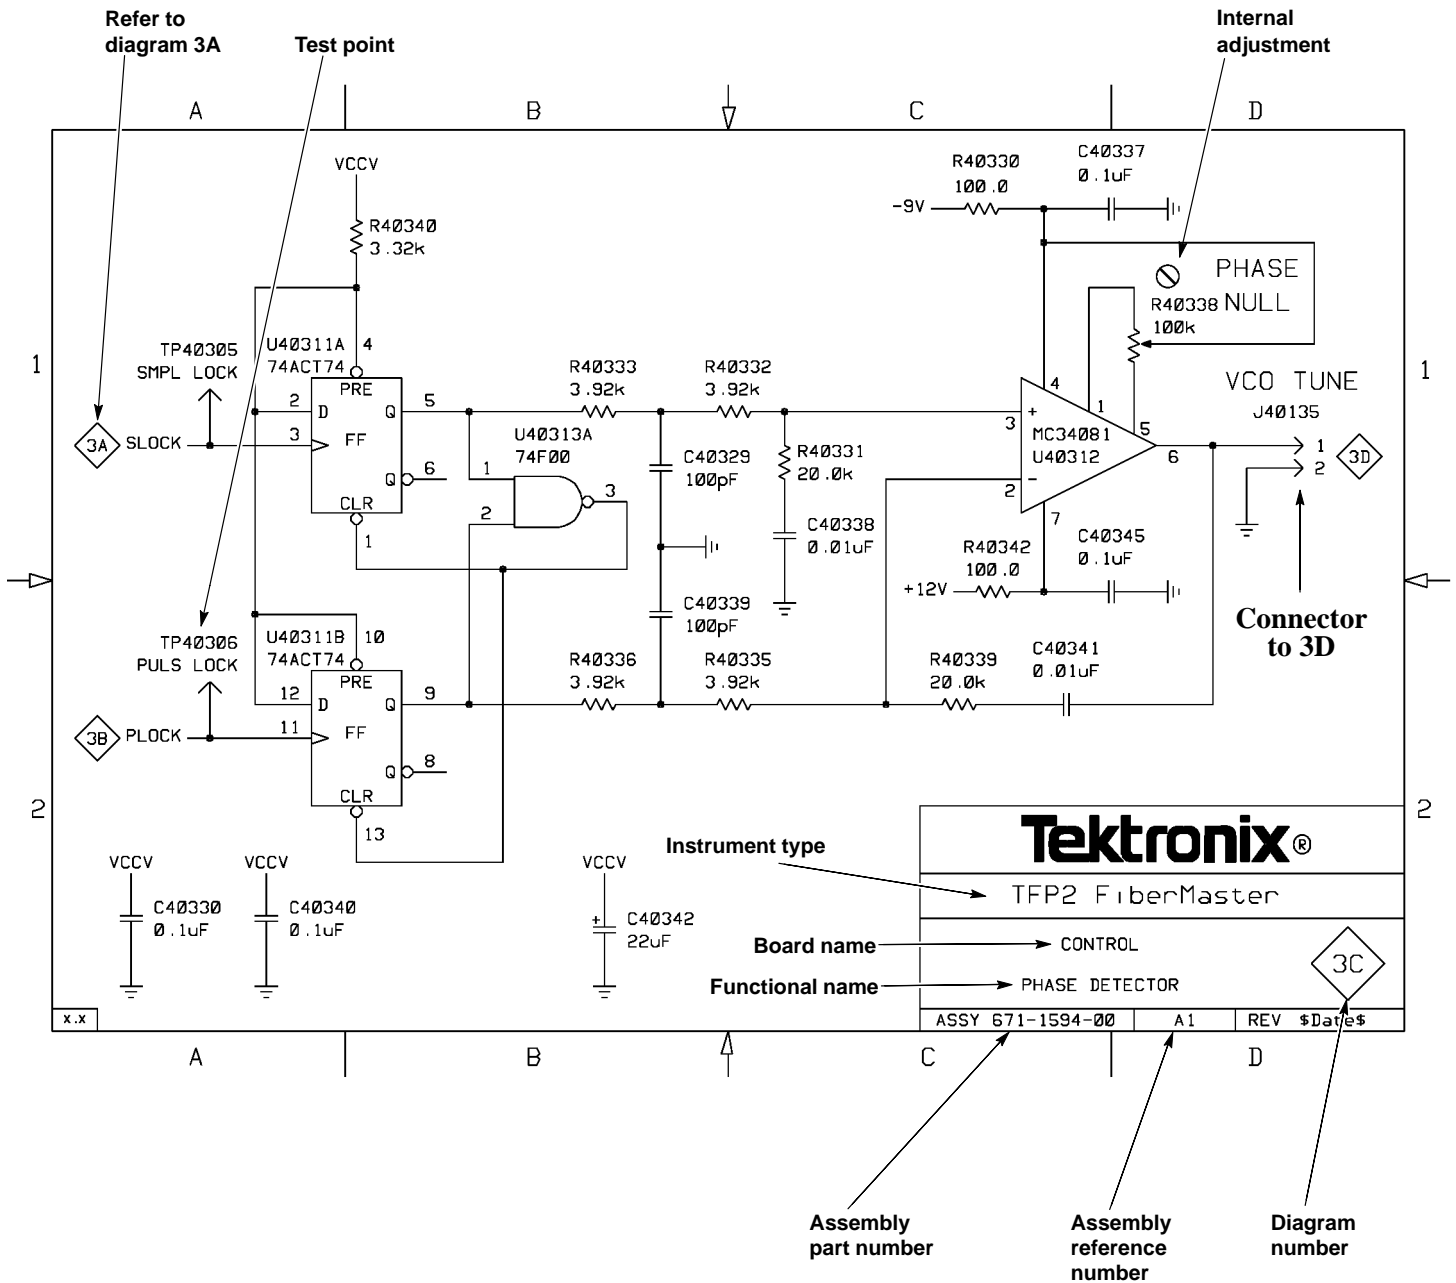 Refer to
diagram 3A
Test point
Internal
adjustment
A
B
C
D
VCCV
R40340
3.32k
R40330
100.0
-9V
C40337
0.1uF
PHASE
NULL
R40338
100k
TP40305
SMPL LOCK
U40311A
74ACT74
4
PRE
2
D
Q
5
3A
SLOCK
3
FF
Q
6
CLR
1
R40333
3.92k
R40332
3.92k
U40313A
74F00
1
2
3
C40329
100pF
R40331
20.0k
C40338
0.01uF
4
1
5
+
3
MC34081
U40312
-
2
6
7
VCO TUNE
J40135
1
2
3D
1
1
R40342
100.0
+12V
C40345
0.1uF
Connector
to 3D
C40339
100pF
TP40306
PULS LOCK
U40311B
74ACT74
10
PRE
12
D
Q
9
3B
PLOCK
11
FF
Q
8
CLR
13
R40336
3.92k
R40335
3.92k
R40339
20.0k
C40341
0.01uF
2
2
VCCV
C40330
0.1uF
VCCV
C40340
0.1uF
VCCV
+
C40342
22uF
Instrument type
Tektronix®
TFP2 FiberMaster
Board name
CONTROL
Functional name
PHASE DETECTOR
3C
x.x
ASSY 671-1594-00
A1
REV $Date$
A
B
C
D
Assembly
part number
Assembly
reference
number
Diagram
number